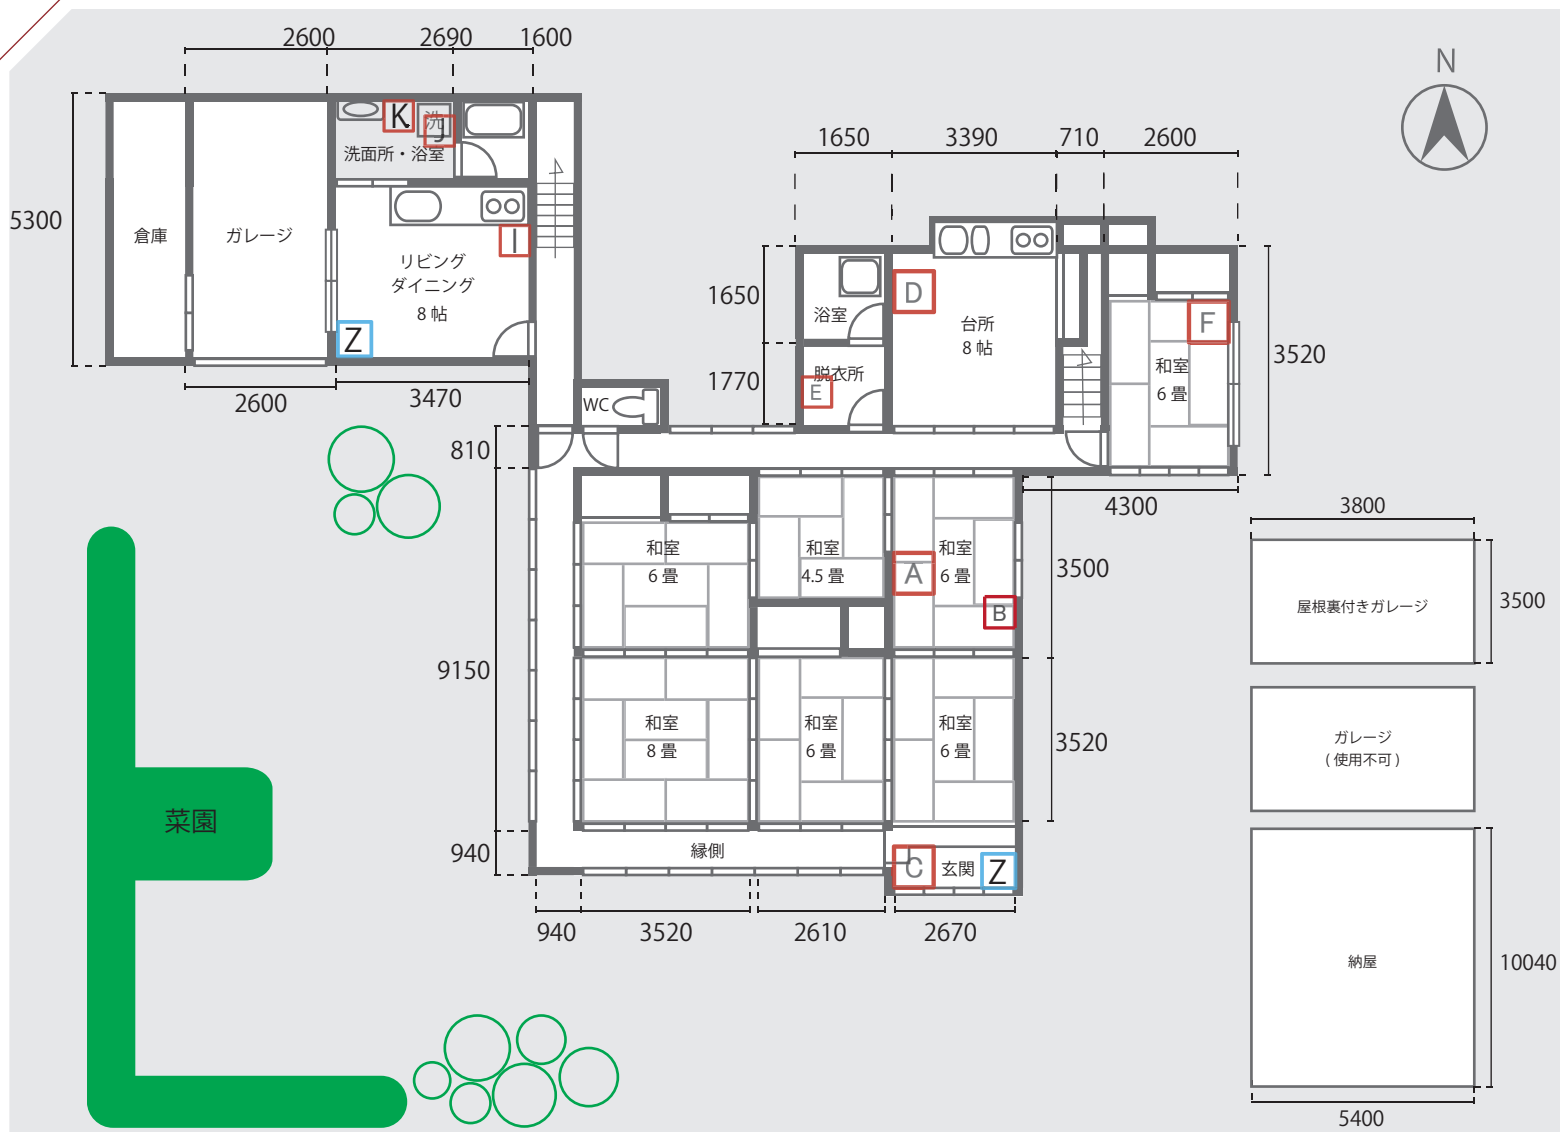 2600 2690 1600
N
1650 3390 710 2600
K
洗
J
洗面所・浴室
5300
倉庫
ガレージ
I
リビング
ダイニング
8 帖
Z
2600
3470
1650
1770
浴室
D
台所
8 帖
脱衣所
E
F
和室
6 畳
3520
WC
810
4300
和室
6 畳
和室
4.5 畳
A
和室
6 畳
B
3500
9150
和室
8 畳
和室
6 畳
和室
6 畳
3520
940
縁側
C
玄関
Z
940 3520 2610 2670
3800
屋根裏付きガレージ
3500
ガレージ
( 使用不可 )
納屋
10040
5400
菜園